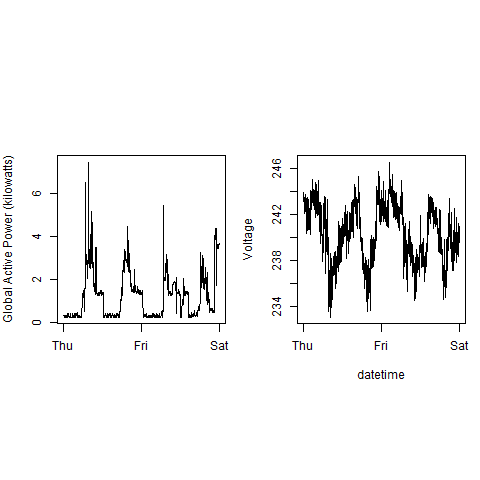 Global Active Power (kilowatts)
0 2 4 6
Thu Fri Sat
Voltage
234 238 242 246
Thu Fri Sat
datetime